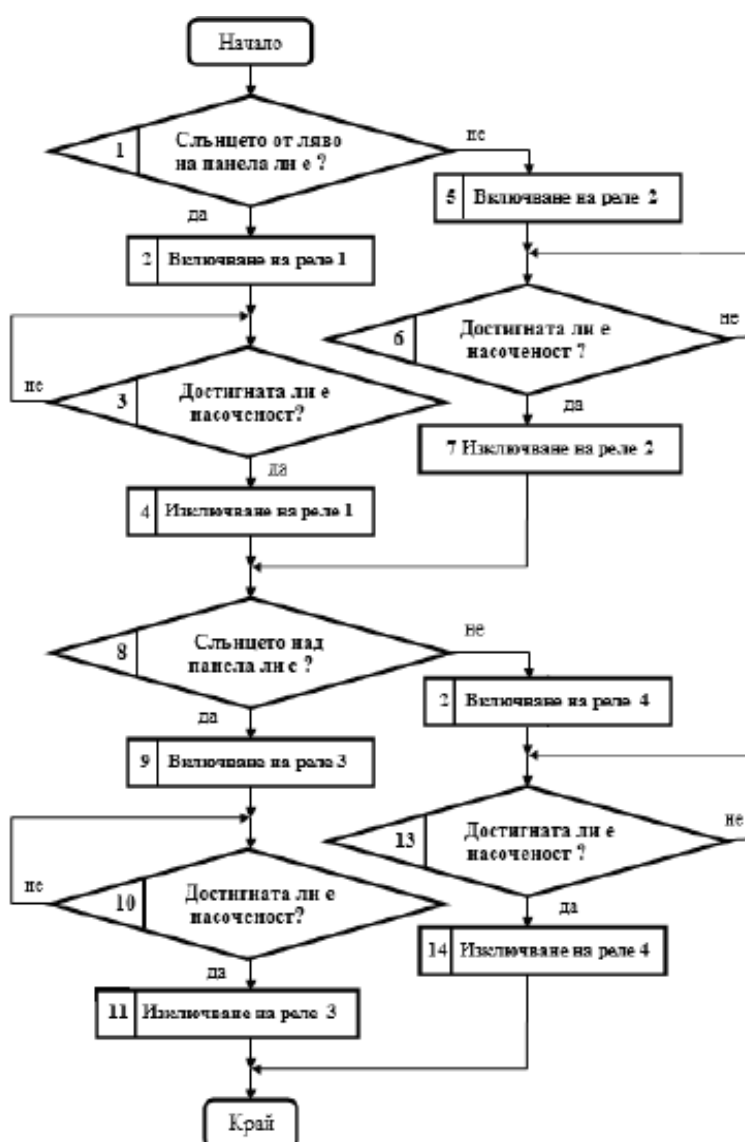 Начало
1
Слънцето от ляво
на панела ли е ?
не
да
5 Включване на реле 2
2 Включване на реле 1
6
Достигната ли е
насоченост ?
не
3
Достигната ли е
насоченост?
не
да
да
7 Изключване на реле 2
4 Изключване на реле 1
8
Слънцето над
панела ли е ?
не
да
2 Включване на реле 4
9 Включване на реле 3
13
Достигната ли е
насоченост ?
не
10
Достигната ли е
насоченост?
не
да
да
14 Изключване на реле 4
11 Изключване на реле 3
Край